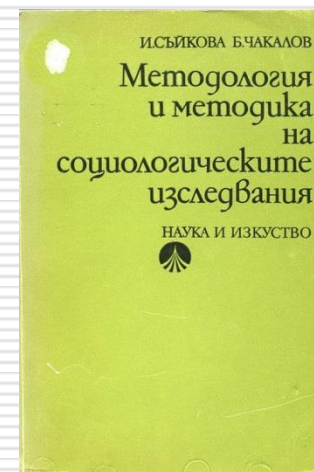 И.СЪЙКОВА Б.ЧАКАЛОВ
Методология
и методика
на
социологическите
изследвания
НАУКА И ИЗКУСТВО